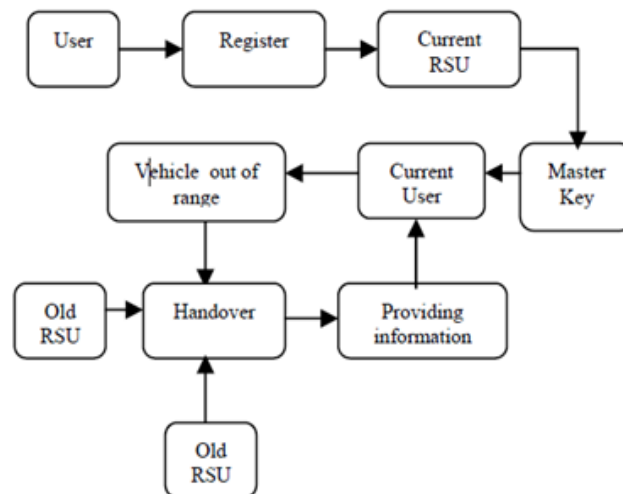 User
Register
Current
RSU
Vehicle out of
range
Current
User
Master
Key
Old
RSU
Handover
Providing
information
Old
RSU